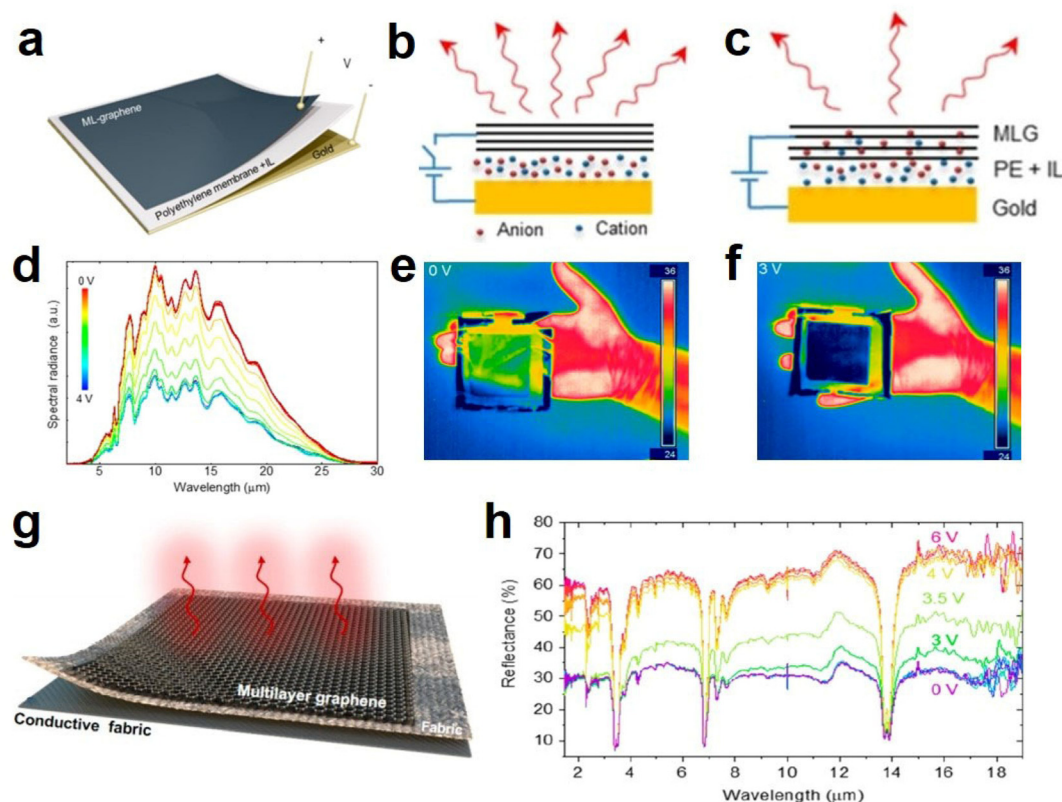 a
+
V
-
ML-graphene
Polyethylene membrane +IL
Gold
b
Anion
Cation
c
MLG
PE + IL
Gold
d
0 V
4 V
Spectral radiance (a.u.)
5 10 15 20 25 30
Wavelength (μm)
e
0 V
36
24
f
3 V
36
24
g
Multilayer graphene
Fabric
Conductive fabric
h
80
70
60
50
40
30
20
10
Reflectance (%)
6 V
4 V
3.5 V
3 V
0 V
2 4 6 8 10 12 14 16 18
Wavelength (μm)